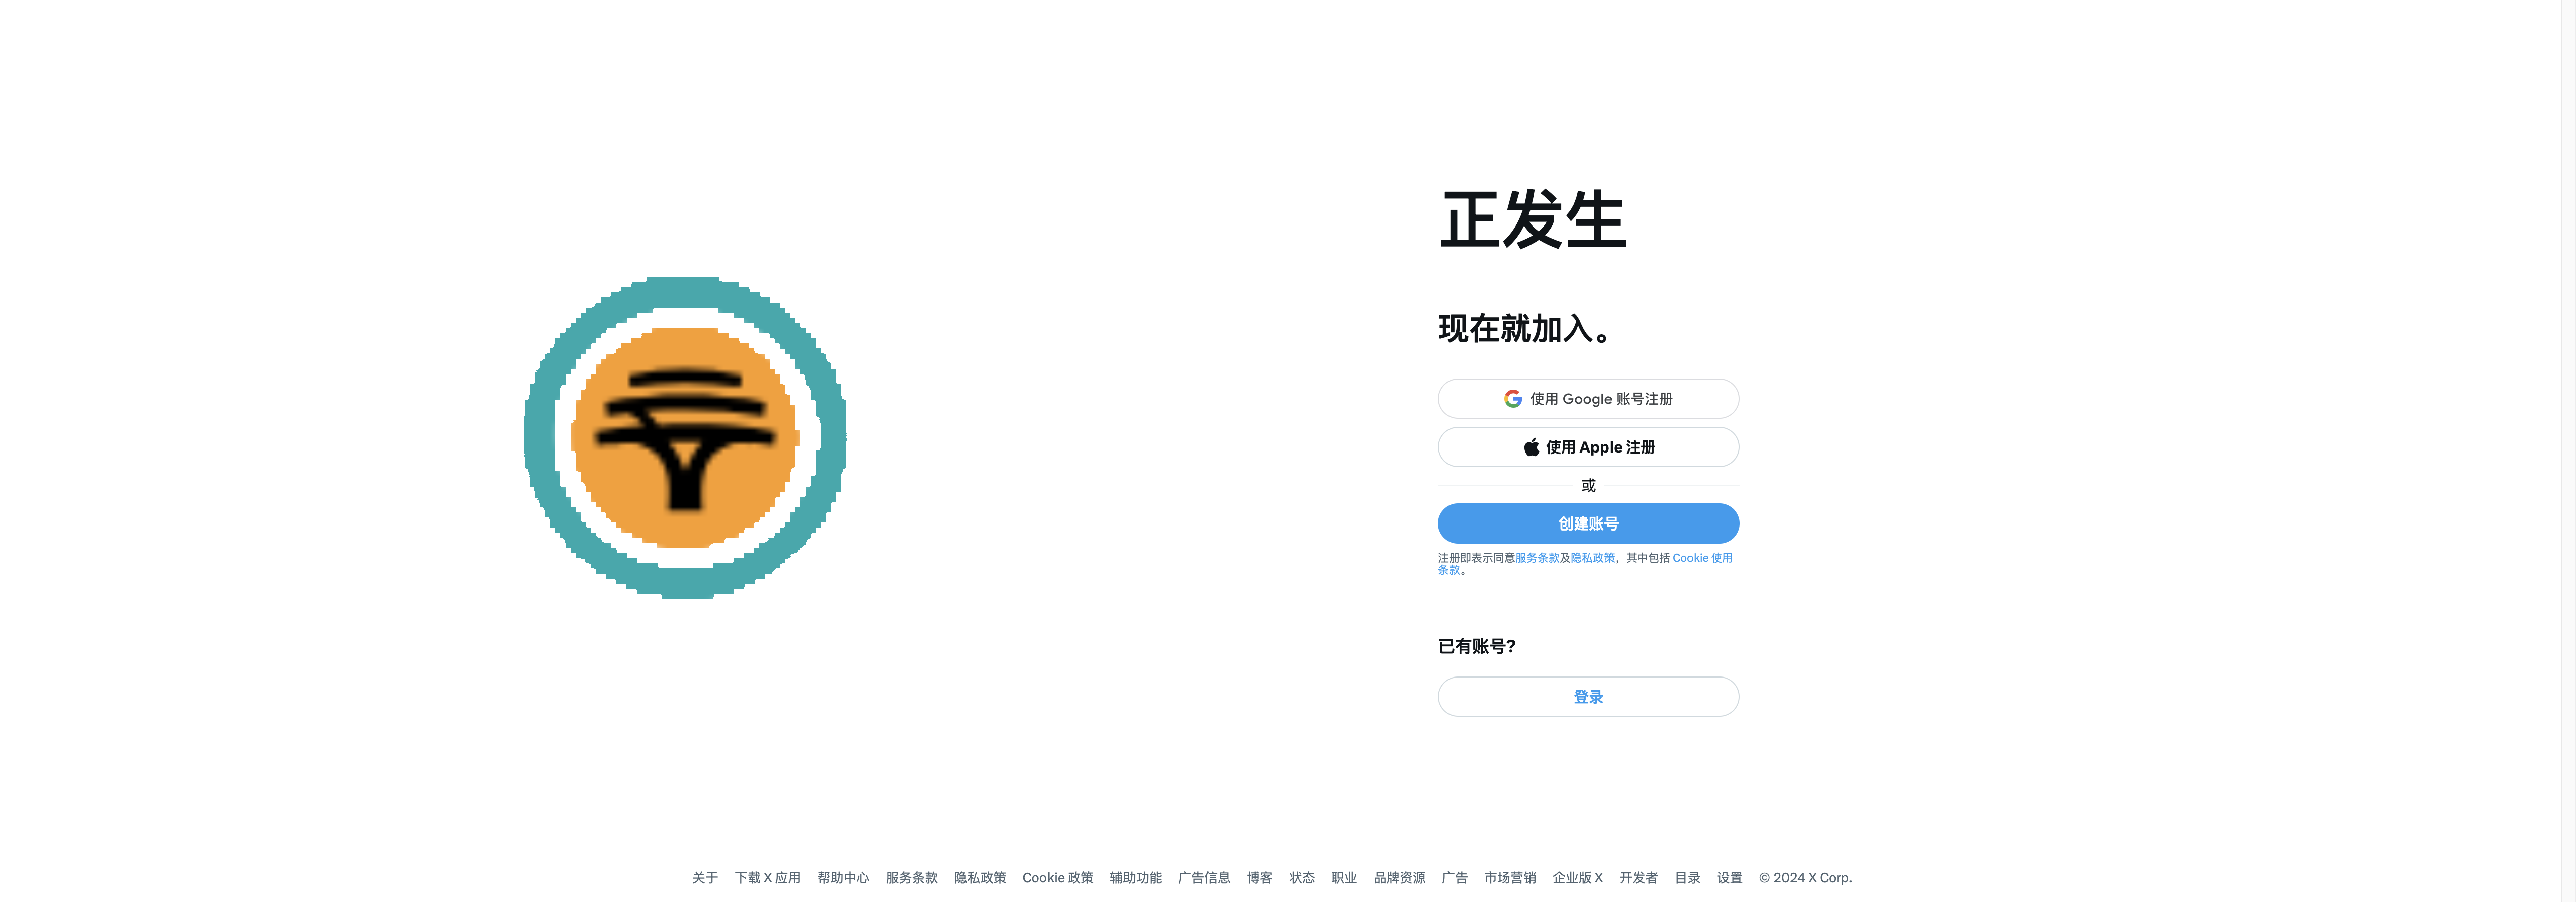 正发生
现在就加入。
使用 Google 账号注册
使用 Apple 注册
或
创建账号
注册即表示同意服务条款及隐私政策，其中包括 Cookie 使用
条款。
已有账号?
登录
关于 下载 X 应用 帮助中心 服务条款 隐私政策 Cookie 政策 辅助功能 广告信息 博客 状态 职业 品牌资源 广告 市场营销 企业版 X 开发者 目录 设置 © 2024 X Corp.